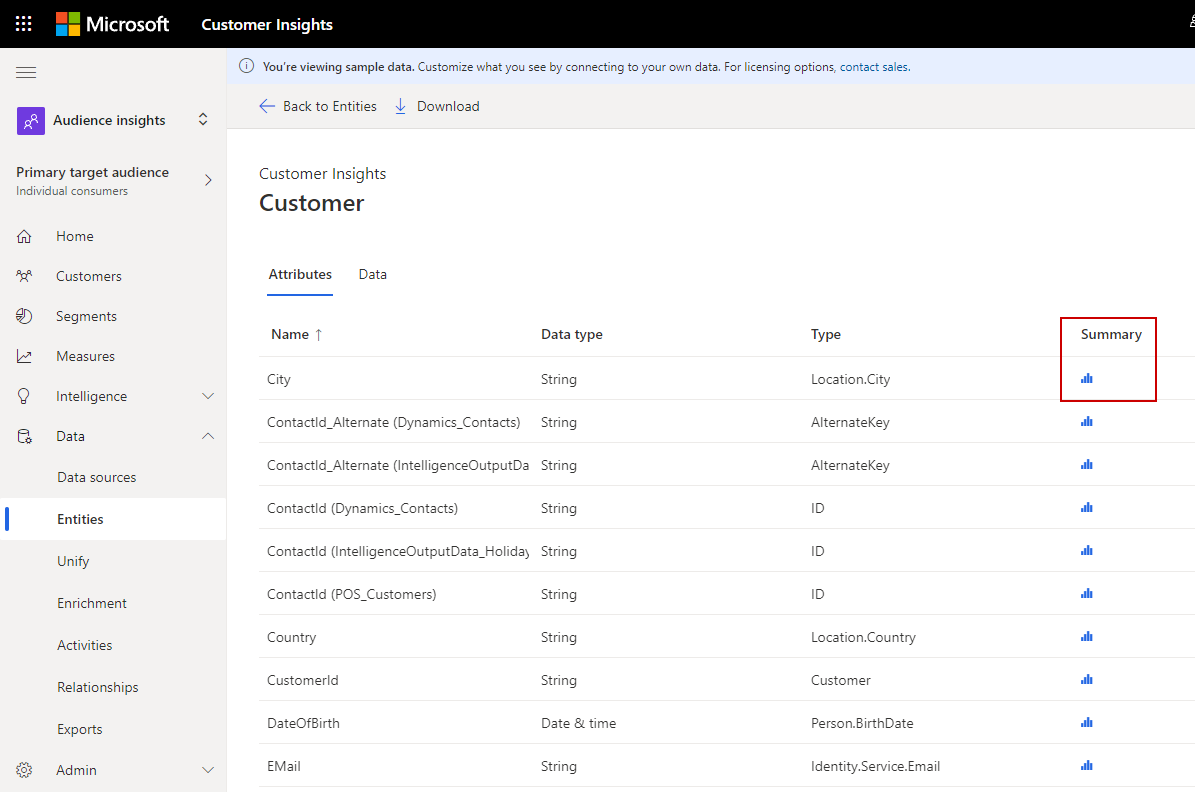 Microsoft Customer Insights
You're viewing sample data. Customize what you see by connecting to your own data. For licensing options, contact sales.
Back to Entities Download
Audience insights
Primary target audience
Individual consumers
Home
Customers
Segments
Measures
Intelligence
Data
Data sources
Entities
Unify
Enrichment
Activities
Relationships
Exports
Admin
Customer Insights
Customer
Attributes Data
Name ↑ Data type Type Summary
City String Location.City
ContactId_Alternate (Dynamics_Contacts) String AlternateKey
ContactId_Alternate (IntelligenceOutputDa String AlternateKey
ContactId (Dynamics_Contacts) String ID
ContactId (IntelligenceOutputData_Holiday String ID
ContactId (POS_Customers) String ID
Country String Location.Country
CustomerId String Customer
DateOfBirth Date & time Person.BirthDate
EMail String Identity.Service.Email